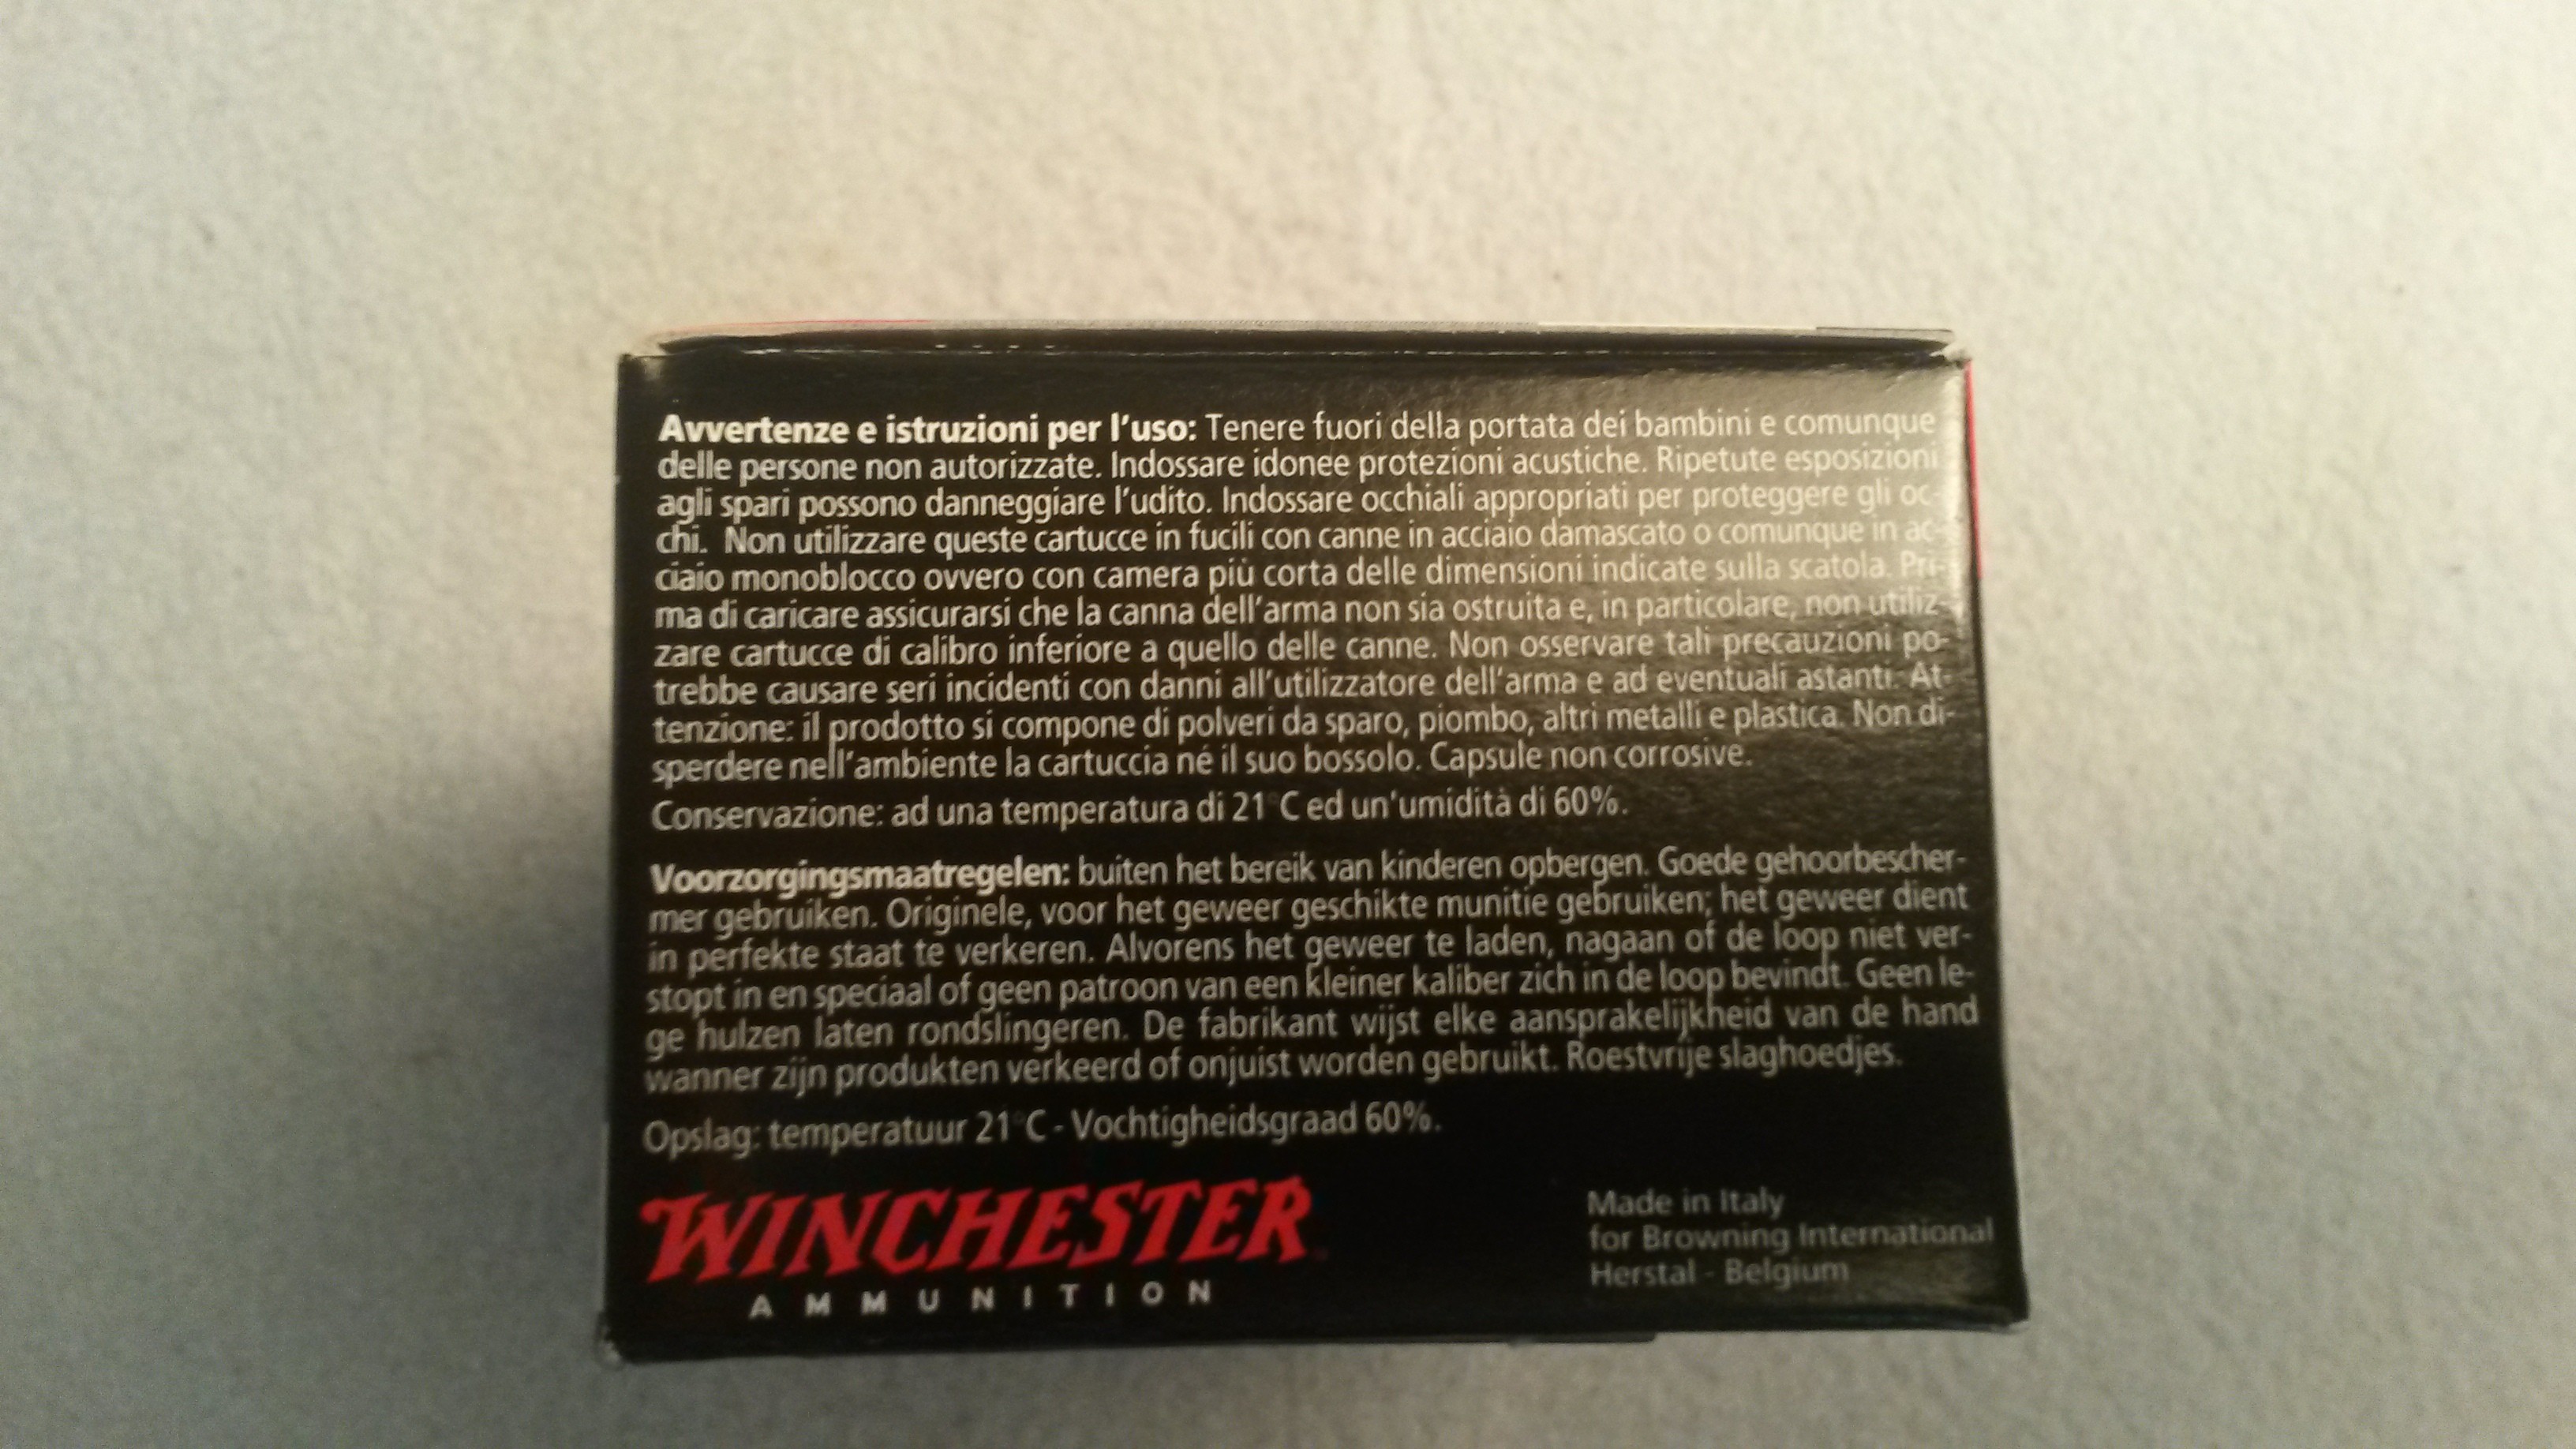 Avvertenze e istruzioni per l'uso: Tenere fuori della portata dei bambini e comunque
delle persone non autorizzate. Indossare idonee protezioni acustiche. Ripetute esposizioni
agli spari possono danneggiare l'udito. Indossare occhiali appropriati per proteggere gli oc-
chi. Non utilizzare queste cartucce in fucili con canne in acciaio damascato o comunque in ac-
ciaio monoblocco ovvero con camera più corta delle dimensioni indicate sulla scatola. Pri-
ma di caricare assicurarsi che la canna dell'arma non sia ostruita e, in particolare, non utiliz-
zare cartucce di calibro inferiore a quello delle canne. Non osservare tali precauzioni po-
trebbe causare seri incidenti con danni all'utilizzatore dell'arma e ad eventuali astanti. At-
tenzione: il prodotto si compone di polveri da sparo, piombo, altri metalli e plastica. Non di-
sperdere nell'ambiente la cartuccia né il suo bossolo. Capsule non corrosive.
Conservazione: ad una temperatura di 21°C ed un'umidità di 60%.
Voorzorgingsmaatregelen: buiten het bereik van kinderen opbergen. Goede gehoorbescher-
mer gebruiken. Originele, voor het geweer geschikte munitie gebruiken; het geweer dient
in perfekte staat te verkeren. Alvorens het geweer te laden, nagaan of de loop niet ver-
stopt in en speciaal of geen patroon van een kleiner kaliber zich in de loop bevindt. Geen le-
ge hulzen laten rondslingeren. De fabrikant wijst elke aansprakelijkheid van de hand
wanner zijn produkten verkeerd of onjuist worden gebruikt. Roestvrije slaghoedjes.
Opslag: temperatuur 21°C - Vochtigheidsgraad 60%.
WINCHESTER
AMMUNITION
Made in Italy
for Browning International
Herstal - Belgium